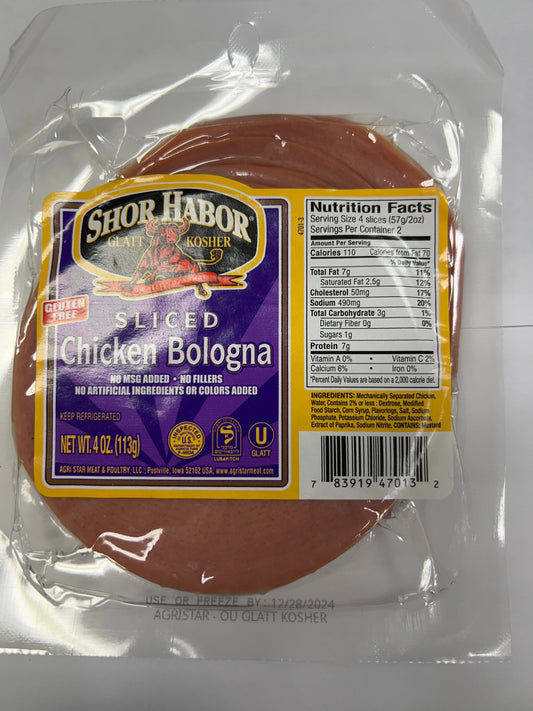 SHOR HABOR
GLATT KOSHER
GLUTEN FREE
SLICED
Chicken Bologna
NO MSG ADDED • NO FILLERS
NO ARTIFICIAL INGREDIENTS OR COLORS ADDED
KEEP REFRIGERATED
NET WT. 4 OZ. (113g)
INSPECTED
U.S.
LUBAVITCH
U
GLATT
AGRI STAR MEAT & POULTRY, LLC., Postville, Iowa 52162 USA, www.agristarmeat.com
4701-3
Nutrition Facts
Serving Size 4 slices (57g/2oz)
Servings Per Container 2
Amount Per Serving
Calories 110 Calories from Fat 70
% Daily Value*
Total Fat 7g 11%
Saturated Fat 2.5g 12%
Cholesterol 50mg 17%
Sodium 490mg 20%
Total Carbohydrate 3g 1%
Dietary Fiber 0g 0%
Sugars 1g
Protein 7g
Vitamin A 0% • Vitamin C 2%
Calcium 6% • Iron 0%
*Percent Daily Values are based on a 2,000 calorie diet.
INGREDIENTS: Mechanically Separated Chicken,
Water, Contains 2% or less : Dextrose, Modified
Food Starch, Corn Syrup, Flavorings, Salt, Sodium
Phosphate, Potassium Chloride, Sodium Ascorbate,
Extract of Paprika, Sodium Nitrite. CONTAINS: Mustard
7 83919 47013 2
USE OR FREEZE BY: 12/28/2024
AGRISTAR - OU GLATT KOSHER